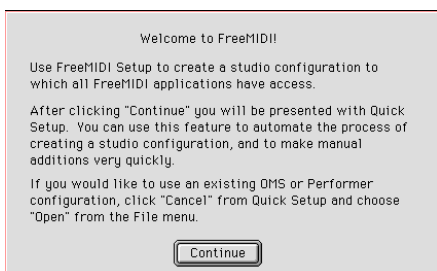 Welcome to FreeMIDI!
Use FreeMIDI Setup to create a studio configuration to
which all FreeMIDI applications have access.
After clicking "Continue" you will be presented with Quick
Setup.  You can use this feature to automate the process of
creating a studio configuration, and to make manual
additions very quickly.
If you would like to use an existing OMS or Performer
configuration, click "Cancel" from Quick Setup and choose
"Open" from the File menu.
Continue